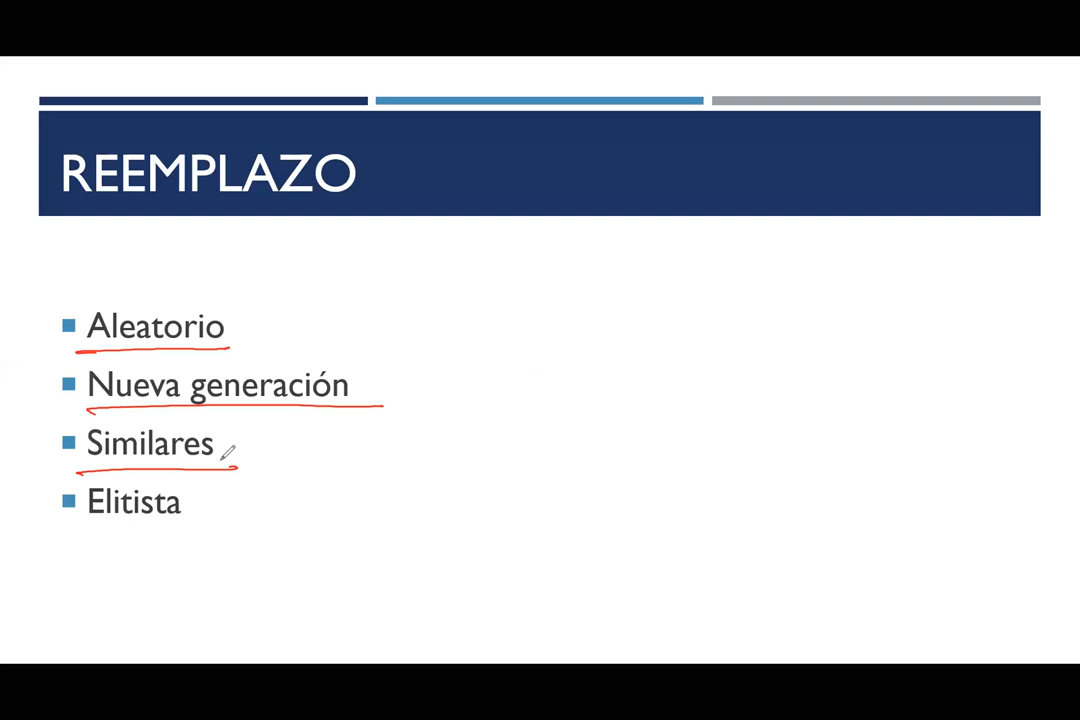 REEMPLAZO
Aleatorio
Nueva generación
Similares
Elitista